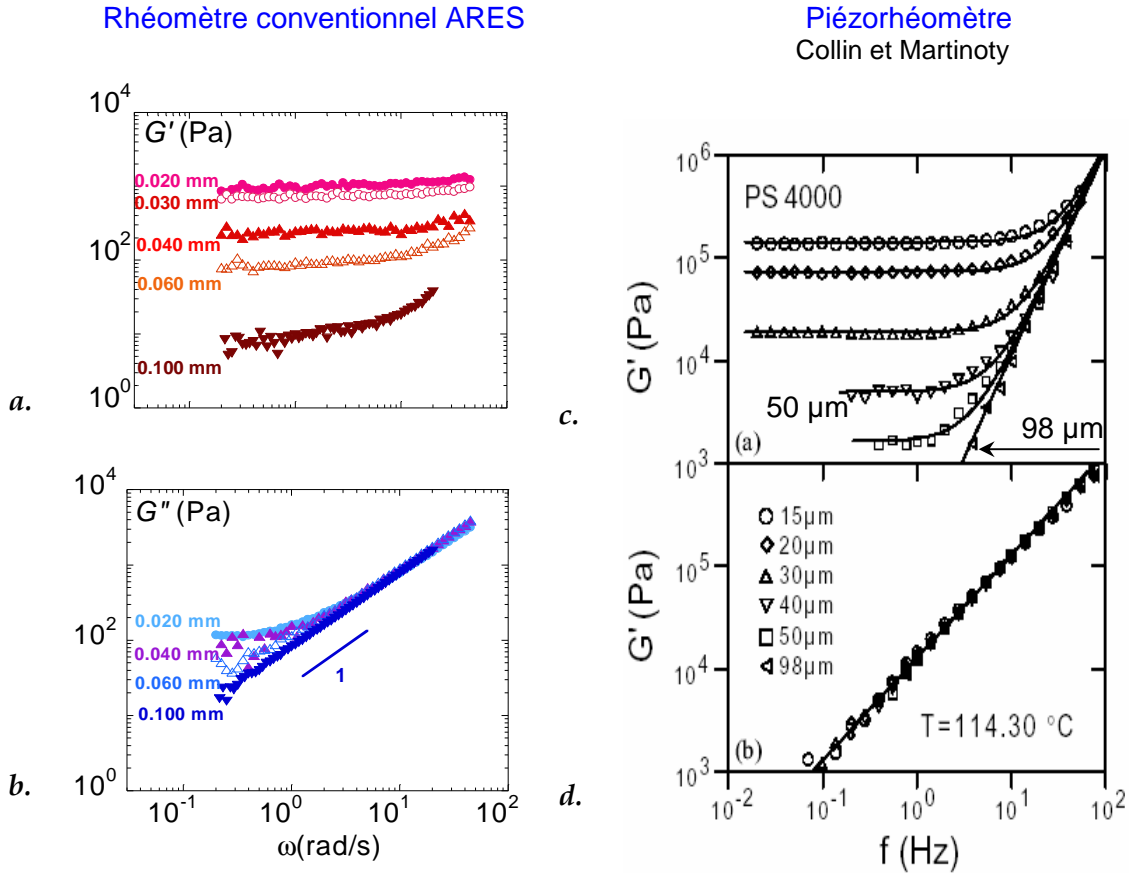 Rhéomètre conventionnel ARES
Piézorhéomètre
Collin et Martinoty
10^4
G' (Pa)
0.020 mm
0.030 mm
10^2
0.040 mm
0.060 mm
0.100 mm
10^0
a.
10^4
G" (Pa)
0.020 mm
10^2
0.040 mm
0.060 mm
0.100 mm
1
10^0
b.
10^-1
10^0
10^1
10^2
ω(rad/s)
10^6
PS 4000
10^5
G' (Pa)
10^4
50 µm
98 µm
(a)
10^3
c.
G' (Pa)
15µm
20µm
30µm
40µm
50µm
98µm
10^5
10^4
T=114.30 °C
(b)
10^3
d.
10^-2
10^-1
10^0
10^1
10^2
f (Hz)